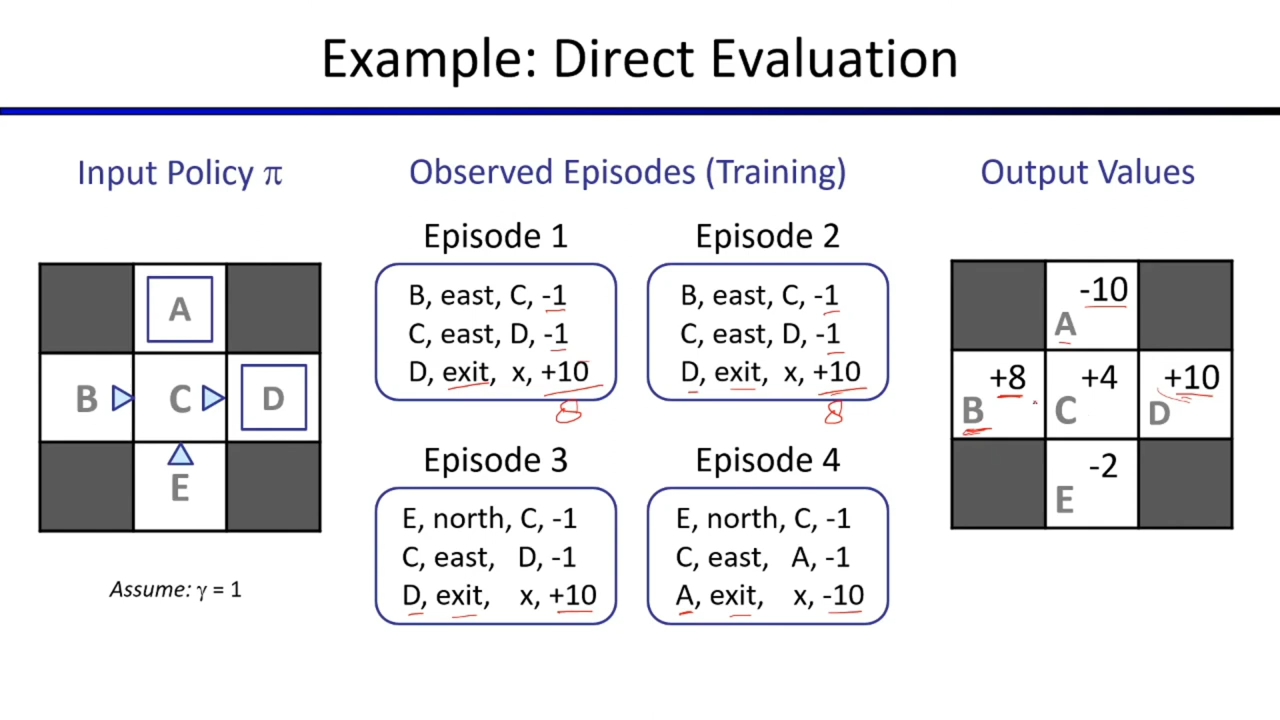 Example: Direct Evaluation
Input Policy π
Observed Episodes (Training)
Output Values
A
B
C
D
E
Assume: γ = 1
Episode 1
B, east, C, -1
C, east, D, -1
D, exit, x, +10
8
Episode 2
B, east, C, -1
C, east, D, -1
D, exit, x, +10
8
Episode 3
E, north, C, -1
C, east, D, -1
D, exit, x, +10
Episode 4
E, north, C, -1
C, east, A, -1
A, exit, x, -10
-10
A
+8
B
+4
C
+10
D
-2
E